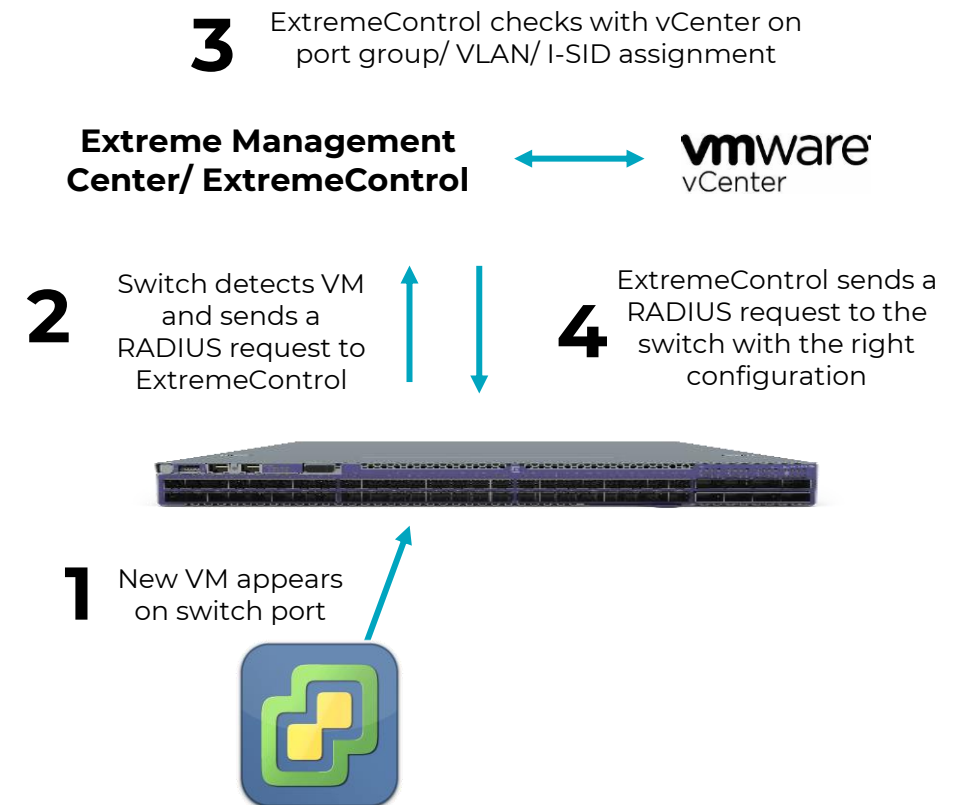 3
ExtremeControl checks with vCenter on
port group/ VLAN/ I-SID assignment
Extreme Management
Center/ ExtremeControl
vmware
vCenter
2
Switch detects VM
and sends a
RADIUS request to
ExtremeControl
4
ExtremeControl sends a
RADIUS request to the
switch with the right
configuration
1
New VM appears
on switch port